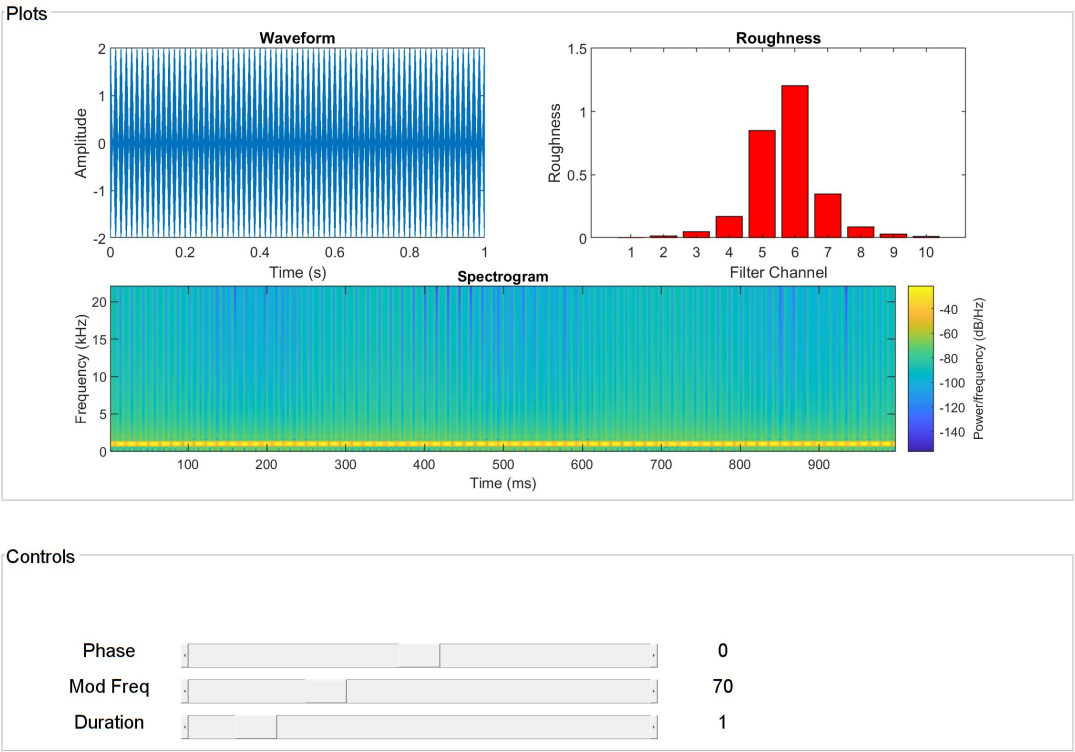 Plots
Waveform
2
1
0
-1
-2
Amplitude
0 0.2 0.4 0.6 0.8 1
Time (s)
Roughness
1.5
1
0.5
0
Roughness
1 2 3 4 5 6 7 8 9 10
Filter Channel
Spectrogram
20
15
10
5
0
Frequency (kHz)
100 200 300 400 500 600 700 800 900
Time (ms)
-40
-60
-80
-100
-120
-140
Power/frequency (dB/Hz)
Controls
Phase 0
Mod Freq 70
Duration 1